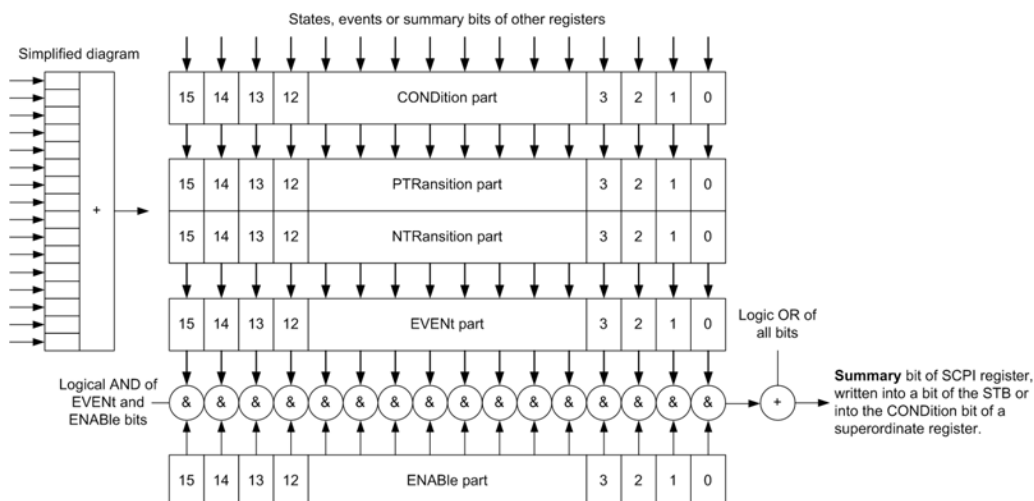 States, events or summary bits of other registers
Simplified diagram
15 14 13 12 CONDition part 3 2 1 0
15 14 13 12 PTRansition part 3 2 1 0
+
15 14 13 12 NTRansition part 3 2 1 0
15 14 13 12 EVENt part 3 2 1 0
Logic OR of
all bits
Logical AND of
EVENt and
ENABle bits
& & & & & & & & & & & & & & & &
+
Summary bit of SCPI register,
written into a bit of the STB or
into the CONDition bit of a
superordinate register.
15 14 13 12 ENABle part 3 2 1 0